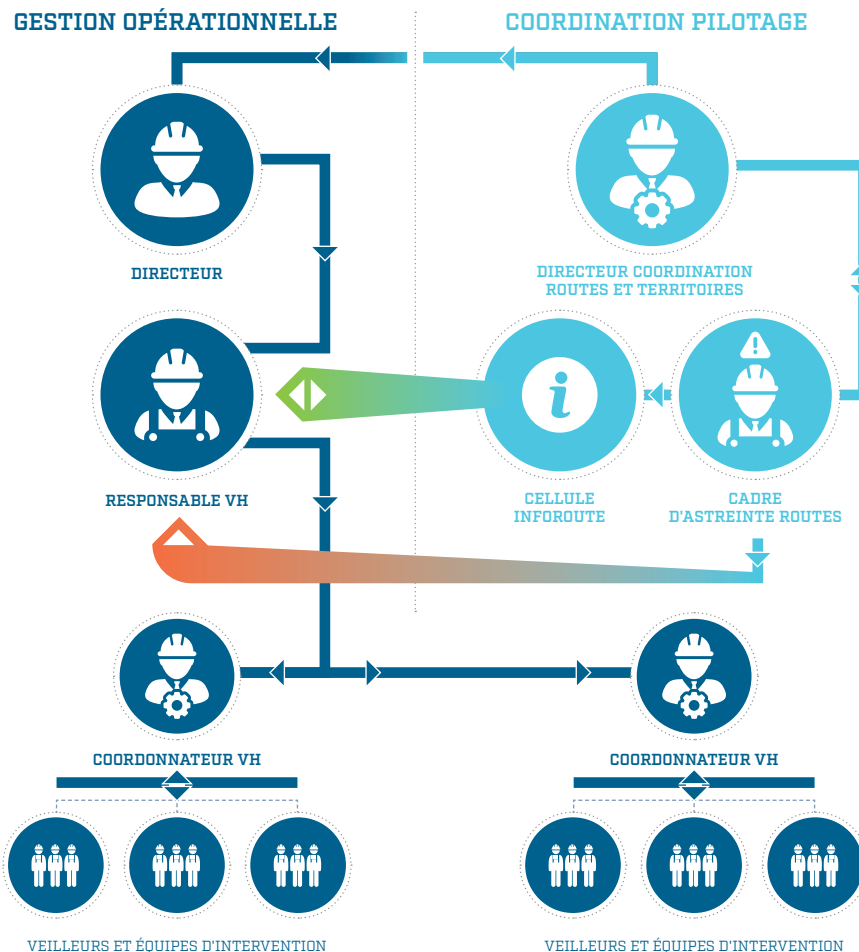 GESTION OPÉRATIONNELLE
COORDINATION PILOTAGE
DIRECTEUR
DIRECTEUR COORDINATION
ROUTES ET TERRITOIRES
i
RESPONSABLE VH
CELLULE
INFOROUTE
CADRE
D'ASTREINTE ROUTES
COORDONNATEUR VH
COORDONNATEUR VH
VEILLEURS ET ÉQUIPES D'INTERVENTION
VEILLEURS ET ÉQUIPES D'INTERVENTION